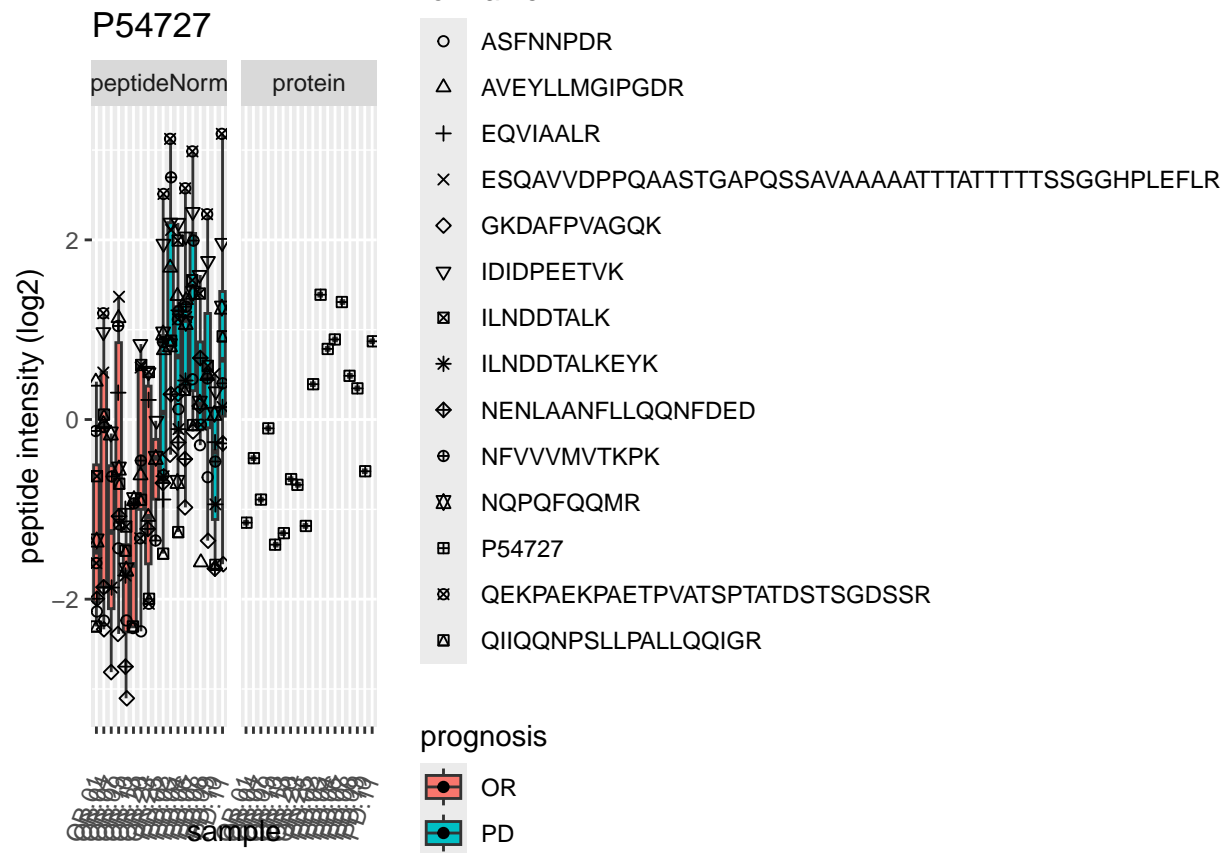 P54727
peptideNorm
protein
peptide intensity (log2)
2
0
−2
sample
ASFNNPDR
AVEYLLMGIPGDR
EQVIAALR
ESQAVVDPPQAASTGAPQSSAVAAAAATTTATTTTTSSGGHPLEFLR
GKDAFPVAGQK
IDIDPEETVK
ILNDDTALK
ILNDDTALKEYK
NENLAANFLLQQNFDED
NFVVVMVTKPK
NQPQFQQMR
P54727
QEKPAEKPAETPVATSPTATDSTSGDSSR
QIIQQNPSLLPALLQQIGR
prognosis
OR
PD